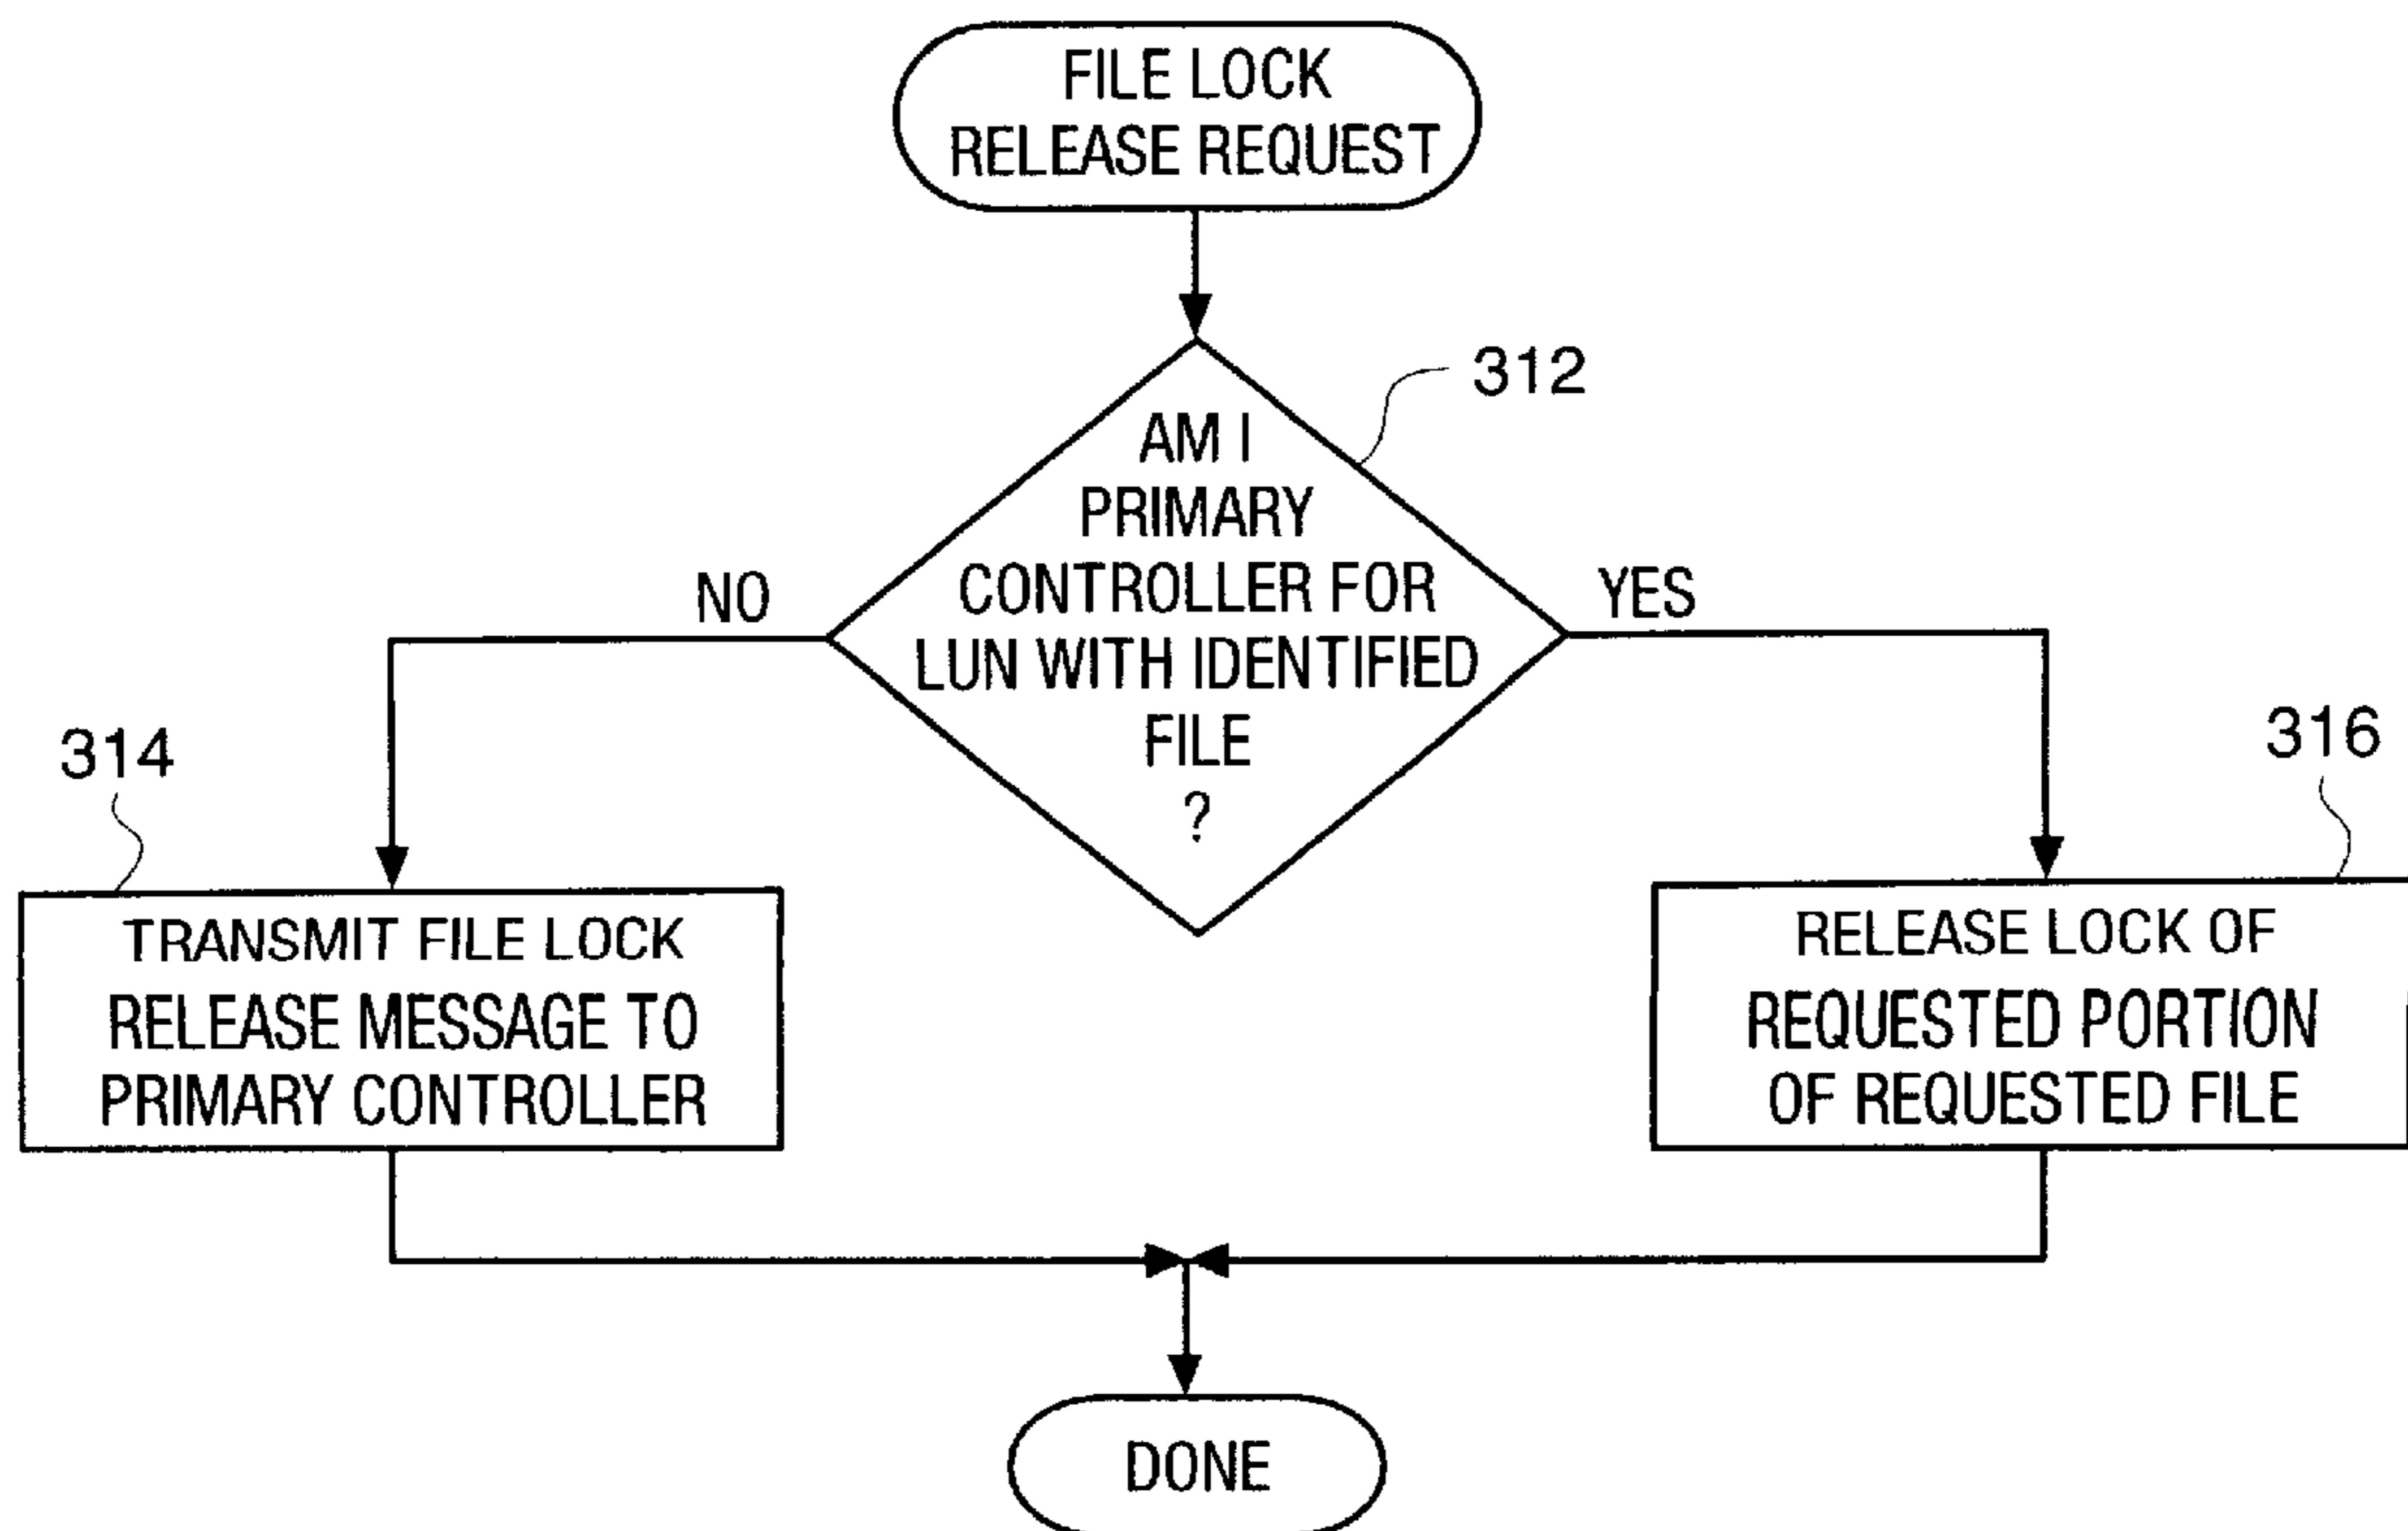 FILE LOCK
RELEASE REQUEST
312
AM I
PRIMARY
CONTROLLER FOR
LUN WITH IDENTIFIED
FILE
?
NO
YES
314
TRANSMIT FILE LOCK
RELEASE MESSAGE TO
PRIMARY CONTROLLER
316
RELEASE LOCK OF
REQUESTED PORTION
OF REQUESTED FILE
DONE